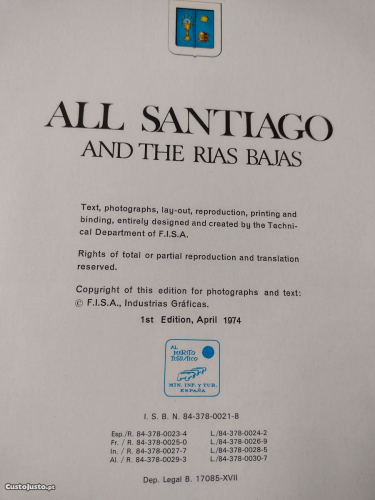 ALL SANTIAGO
AND THE RIAS BAJAS
Text, photographs, lay-out, reproduction, printing and
binding, entirely designed and created by the Techni-
cal Department of F.I.S.A.
Rights of total or partial reproduction and translation
reserved.
Copyright of this edition for photographs and text:
© F.I.S.A., Industrias Gráficas.
1st Edition, April 1974
AL
MERITO
TURISTICO
MIN. INF. Y TUR.
ESPAÑA
I. S. B. N. 84-378-0021-8
Esp./R. 84-378-0023-4 L./84-378-0024-2
Fr. / R. 84-378-0025-0 L./84-378-0026-9
In. / R. 84-378-0027-7 L./84-378-0028-5
Al. / R. 84-378-0029-3 L./84-378-0030-7
Dep. Legal B. 17085-XVII
CustoJusto.pt